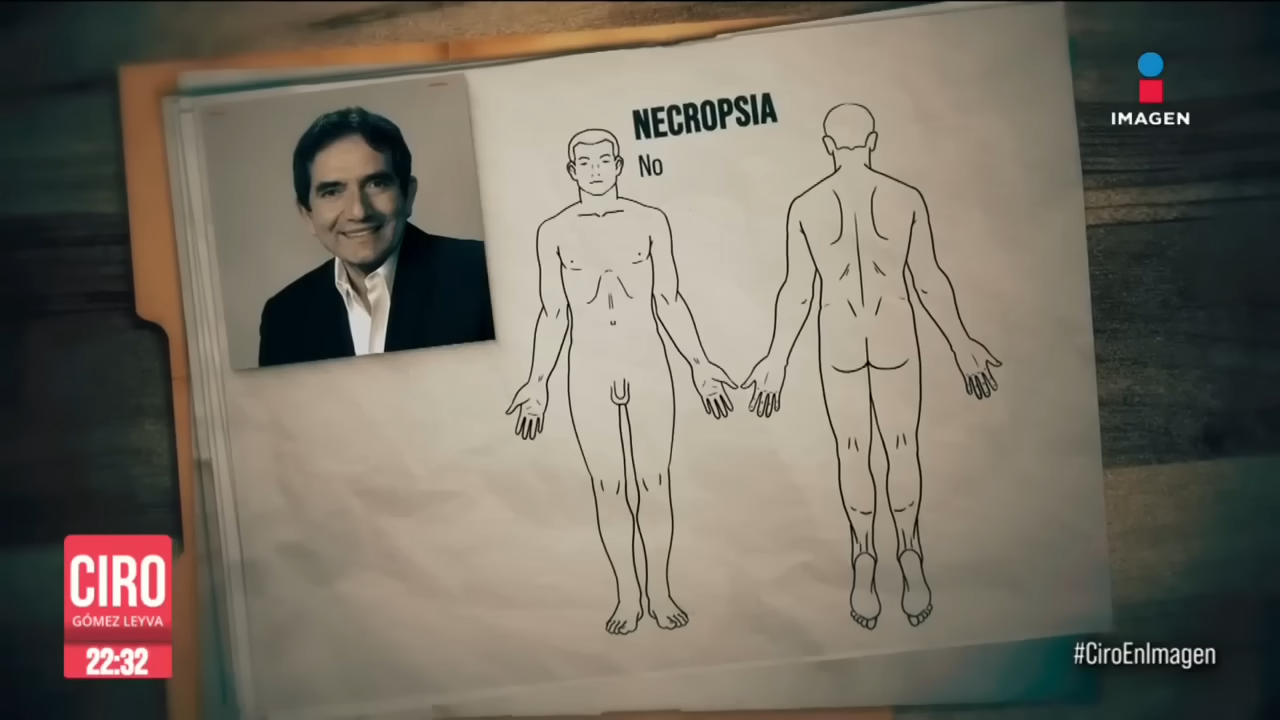 IMAGEN
NECROPSIA
No
CIRO
GÓMEZ LEYVA
22:32
#CiroEnImagen